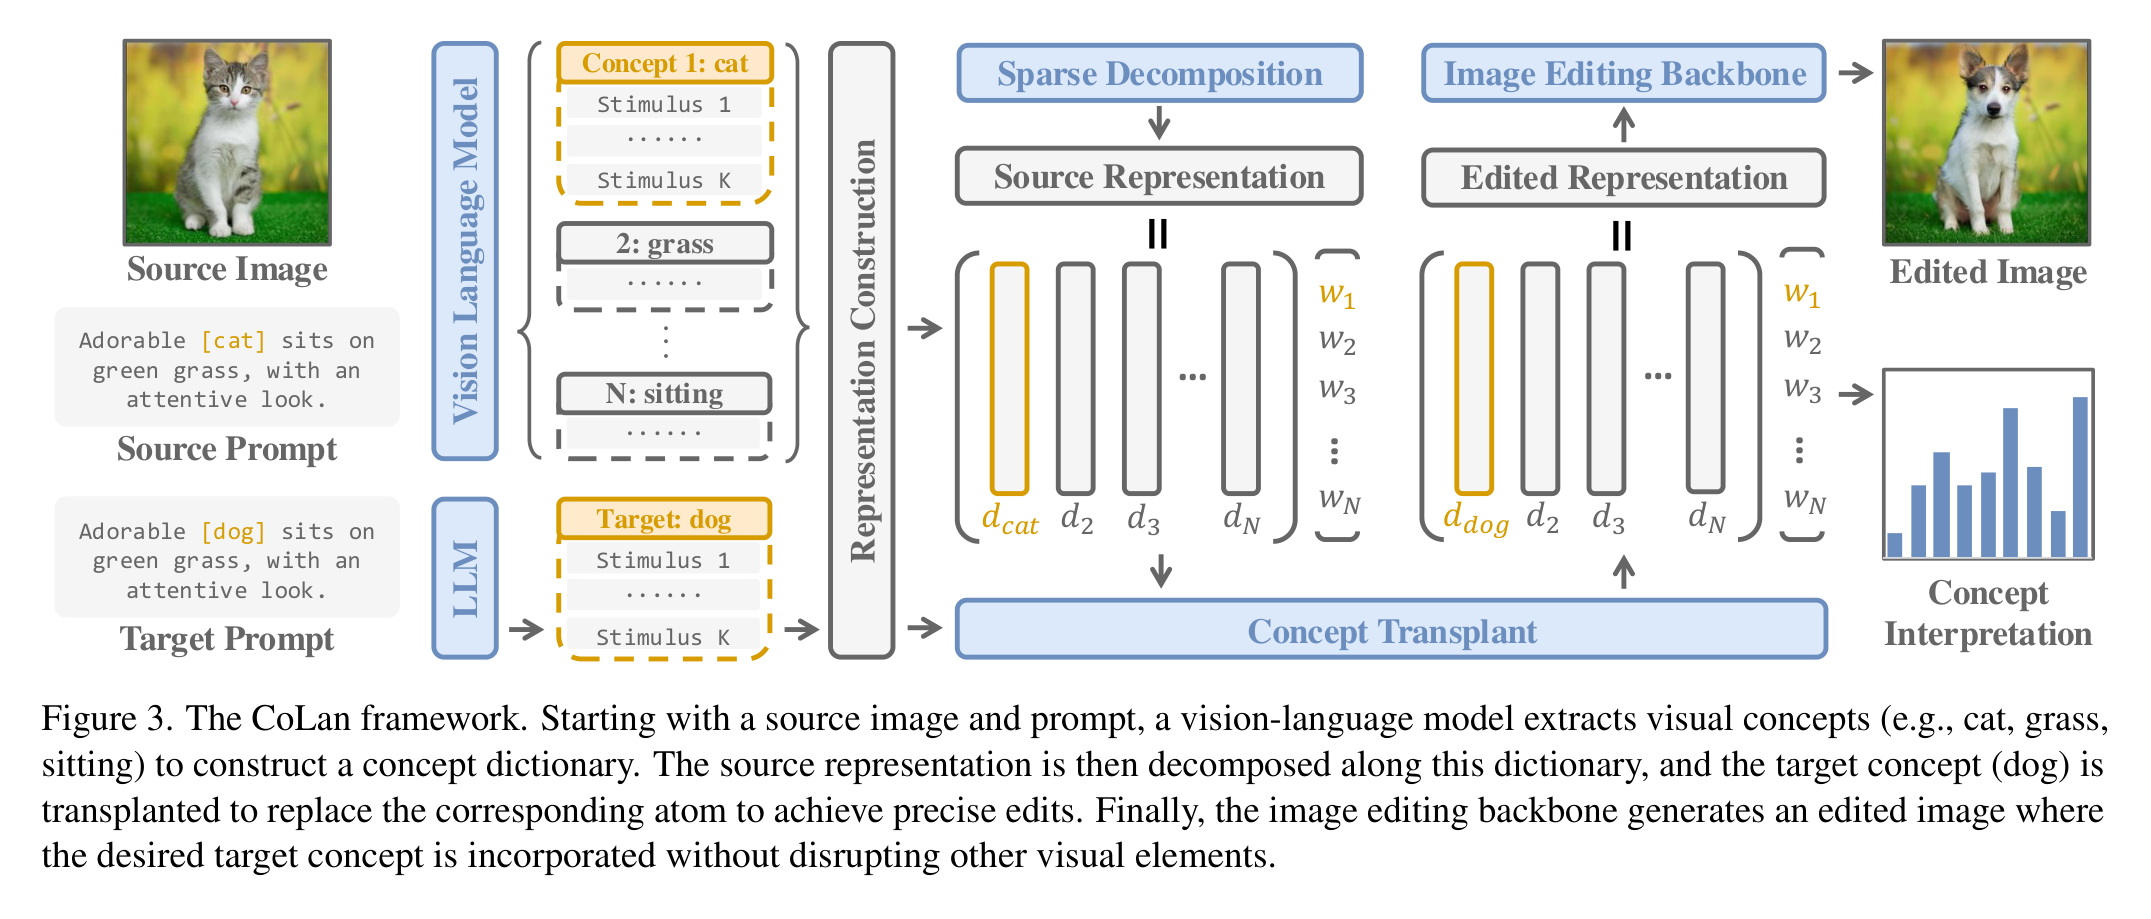 Source Image
Adorable [cat] sits on
green grass, with an
attentive look.
Source Prompt
Adorable [dog] sits on
green grass, with an
attentive look.
Target Prompt
Vision Language Model
LLM
Concept 1: cat
Stimulus 1
......
Stimulus K
2: grass
......
N: sitting
......
Target: dog
Stimulus 1
......
Stimulus K
Representation Construction
Sparse Decomposition
Source Representation
=
d_cat d_2 d_3 ... d_N
w_1
w_2
w_3
⋮
w_N
Image Editing Backbone
Edited Representation
=
d_dog d_2 d_3 ... d_N
w_1
w_2
w_3
⋮
w_N
Concept Transplant
Edited Image
Concept
Interpretation
Figure 3. The CoLan framework. Starting with a source image and prompt, a vision-language model extracts visual concepts (e.g., cat, grass,
sitting) to construct a concept dictionary. The source representation is then decomposed along this dictionary, and the target concept (dog) is
transplanted to replace the corresponding atom to achieve precise edits. Finally, the image editing backbone generates an edited image where
the desired target concept is incorporated without disrupting other visual elements.